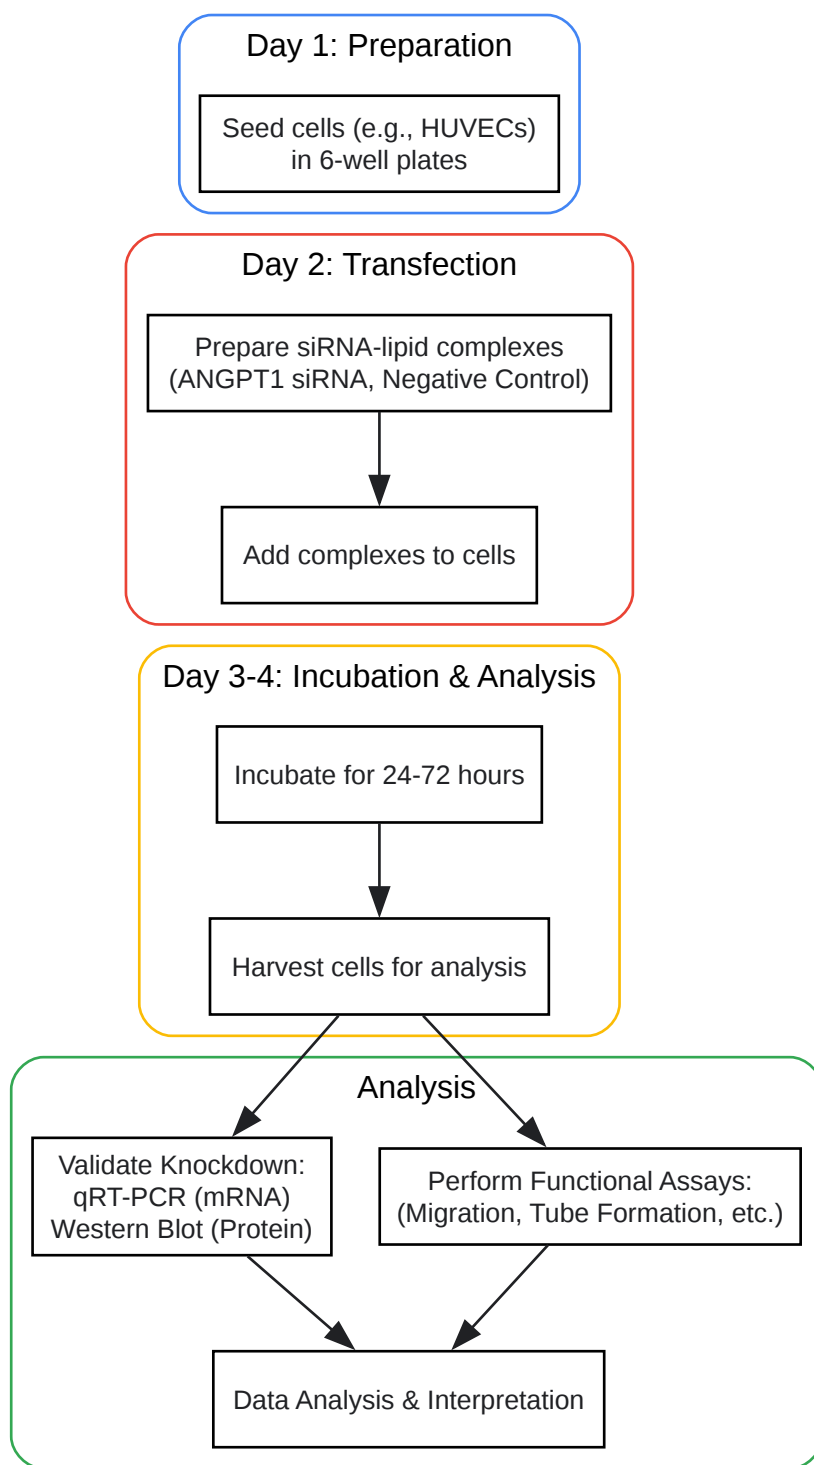 Day 1: Preparation
Seed cells (e.g., HUVECs)
in 6-well plates
Day 2: Transfection
Prepare siRNA-lipid complexes
(ANGPT1 siRNA, Negative Control)
Add complexes to cells
Day 3-4: Incubation & Analysis
Incubate for 24-72 hours
Harvest cells for analysis
Analysis
Validate Knockdown:
qRT-PCR (mRNA)
Western Blot (Protein)
Perform Functional Assays:
(Migration, Tube Formation, etc.)
Data Analysis & Interpretation